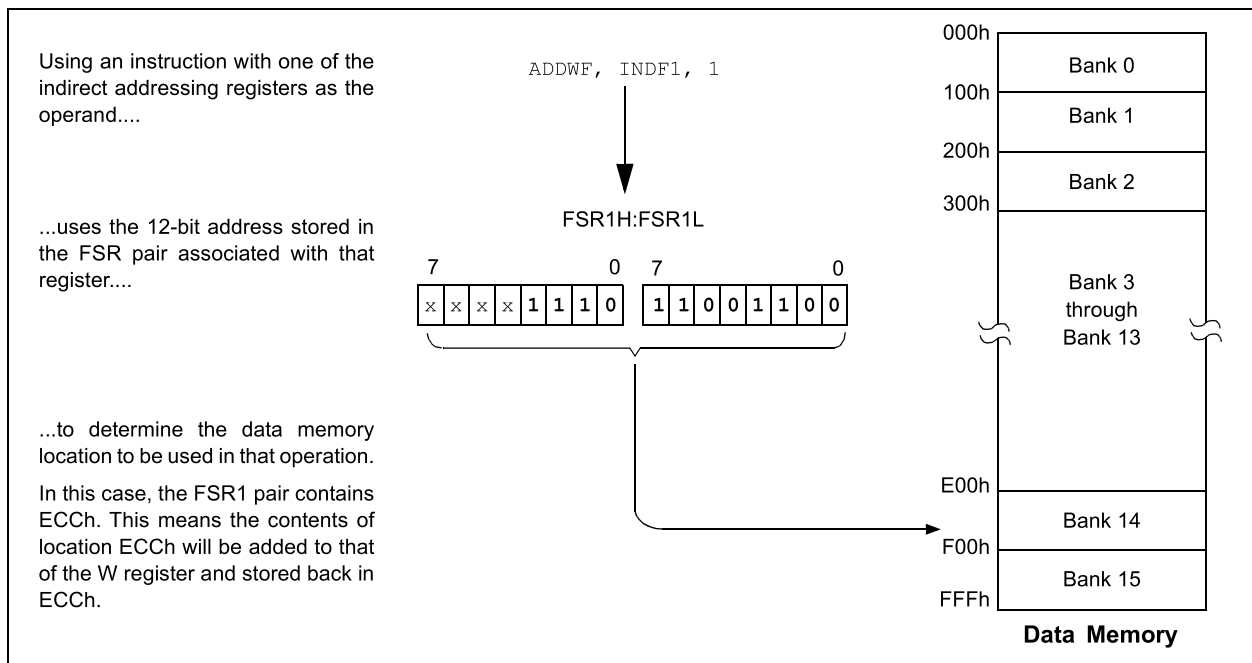 Using an instruction with one of the
indirect addressing registers as the
operand....
ADDWF, INDF1, 1
...uses the 12-bit address stored in
the FSR pair associated with that
register....
FSR1H:FSR1L
7 0 7 0
x x x x 1 1 1 0 1 1 0 0 1 1 0 0
...to determine the data memory
location to be used in that operation.
In this case, the FSR1 pair contains
ECCh. This means the contents of
location ECCh will be added to that
of the W register and stored back in
ECCh.
000h
Bank 0
100h
Bank 1
200h
Bank 2
300h
Bank 3
through
Bank 13
E00h
Bank 14
F00h
Bank 15
FFFh
Data Memory